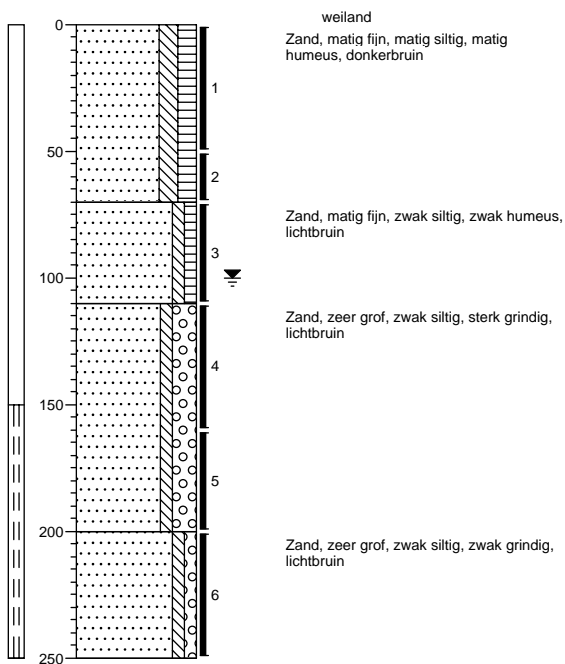 weiland
0
Zand, matig fijn, matig siltig, matig
humeus, donkerbruin
1
50
2
Zand, matig fijn, zwak siltig, zwak humeus,
lichtbruin
3
100
Zand, zeer grof, zwak siltig, sterk grindig,
lichtbruin
4
150
5
200
Zand, zeer grof, zwak siltig, zwak grindig,
lichtbruin
6
250